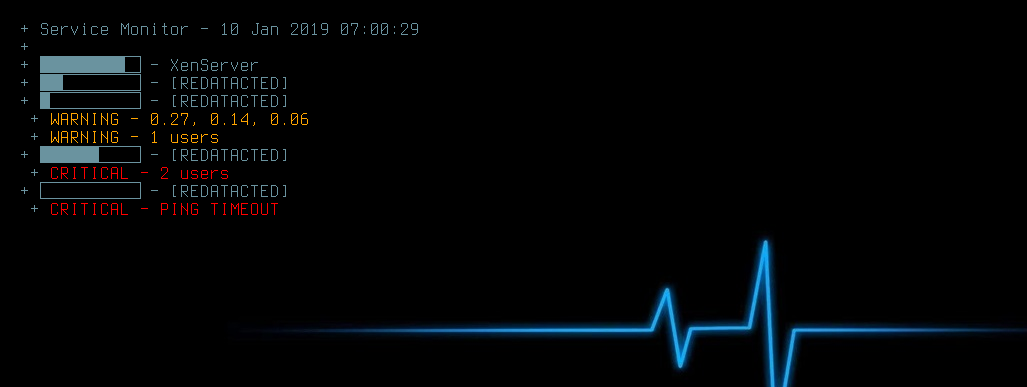 + Service Monitor - 10 Jan 2019 07:00:29
+
+ - XenServer
+ - [REDATACTED]
+ - [REDATACTED]
+ WARNING - 0.27, 0.14, 0.06
+ WARNING - 1 users
+ - [REDATACTED]
+ CRITICAL - 2 users
+ - [REDATACTED]
+ CRITICAL - PING TIMEOUT